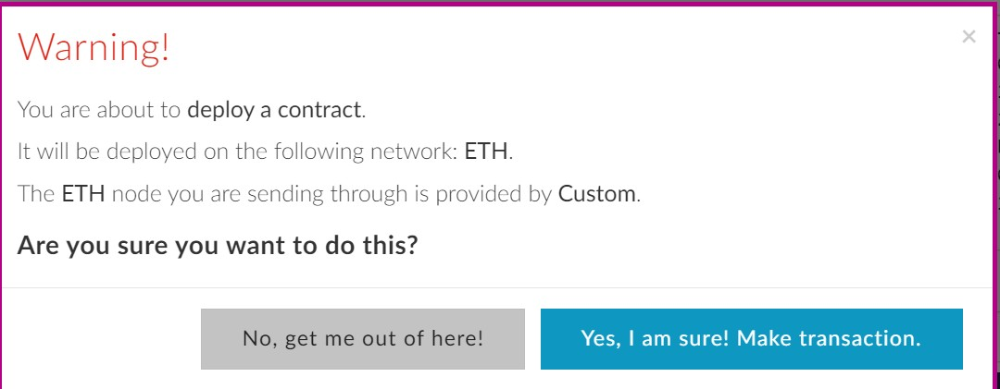 Warning!
×
You are about to deploy a contract.
It will be deployed on the following network: ETH.
The ETH node you are sending through is provided by Custom.
Are you sure you want to do this?
No, get me out of here!
Yes, I am sure! Make transaction.